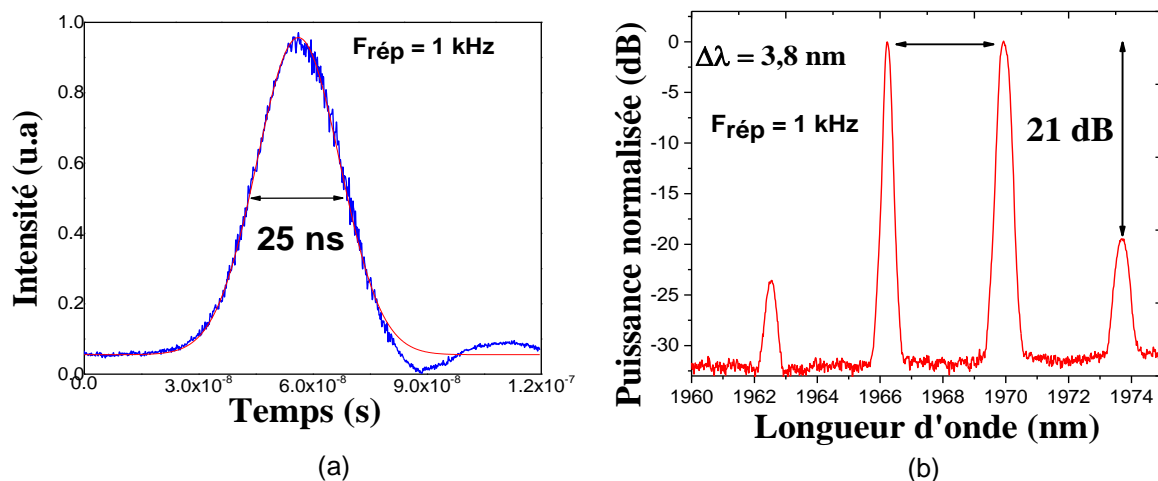 1.0
0.8
0.6
0.4
0.2
0.0
Intensité (u.a)
F rép = 1 kHz
25 ns
0.0 3.0x10-8 6.0x10-8 9.0x10-8 1.2x10-7
Temps (s)
(a)
0
-5
-10
-15
-20
-25
-30
Puissance normalisée (dB)
Δλ = 3,8 nm
F rép = 1 kHz
21 dB
1960 1962 1964 1966 1968 1970 1972 1974
Longueur d'onde (nm)
(b)